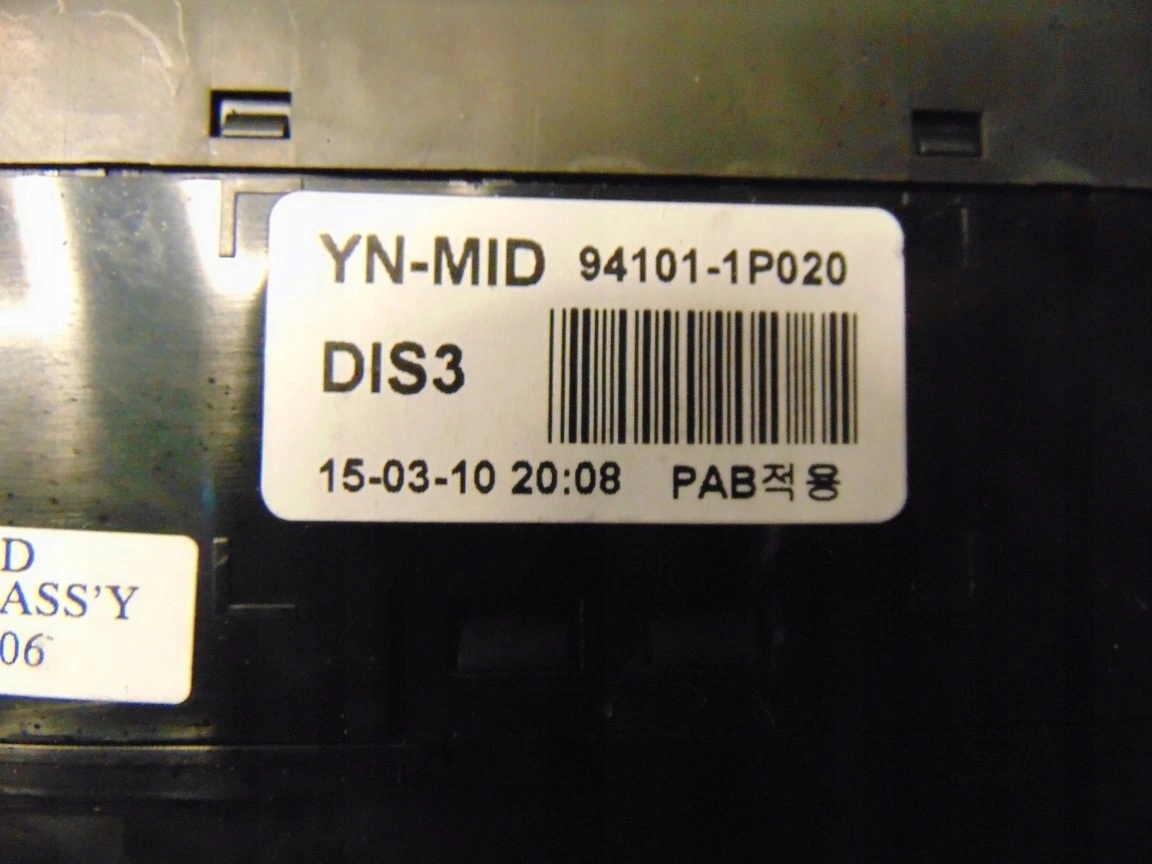 YN-MID 94101-1P020
DIS3
15-03-10 20:08 PAB적용
D
ASS'Y
06